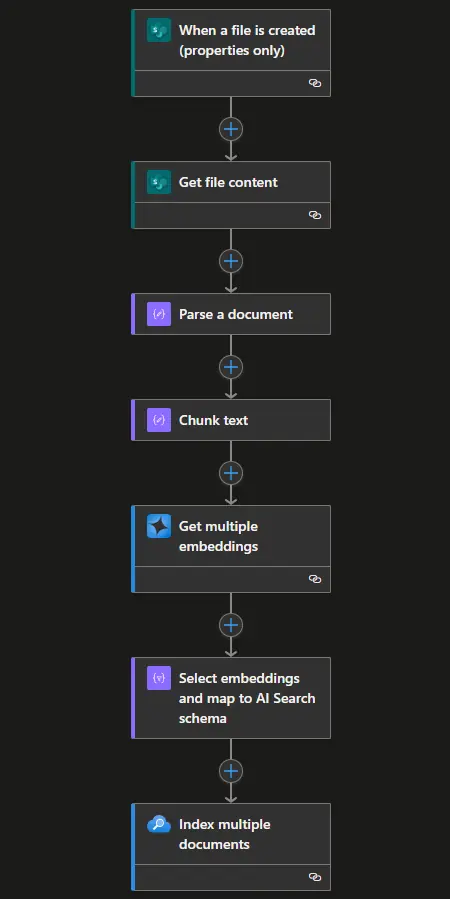 When a file is created
(properties only)
Get file content
Parse a document
Chunk text
Get multiple
embeddings
Select embeddings
and map to AI Search
schema
Index multiple
documents